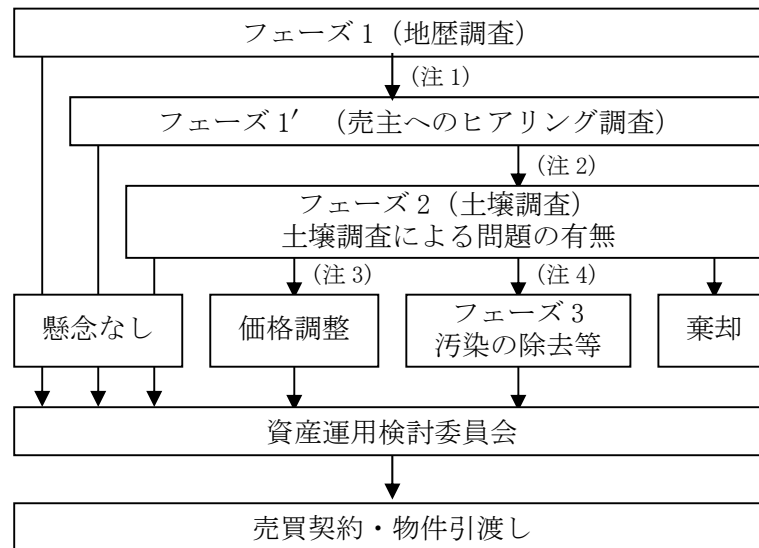 フェーズ1（地歴調査）
（注1）
フェーズ1′ （売主へのヒアリング調査）
（注2）
フェーズ2（土壌調査）
土壌調査による問題の有無
（注3）
（注4）
懸念なし
価格調整
フェーズ3
汚染の除去等
棄却
資産運用検討委員会
売買契約・物件引渡し